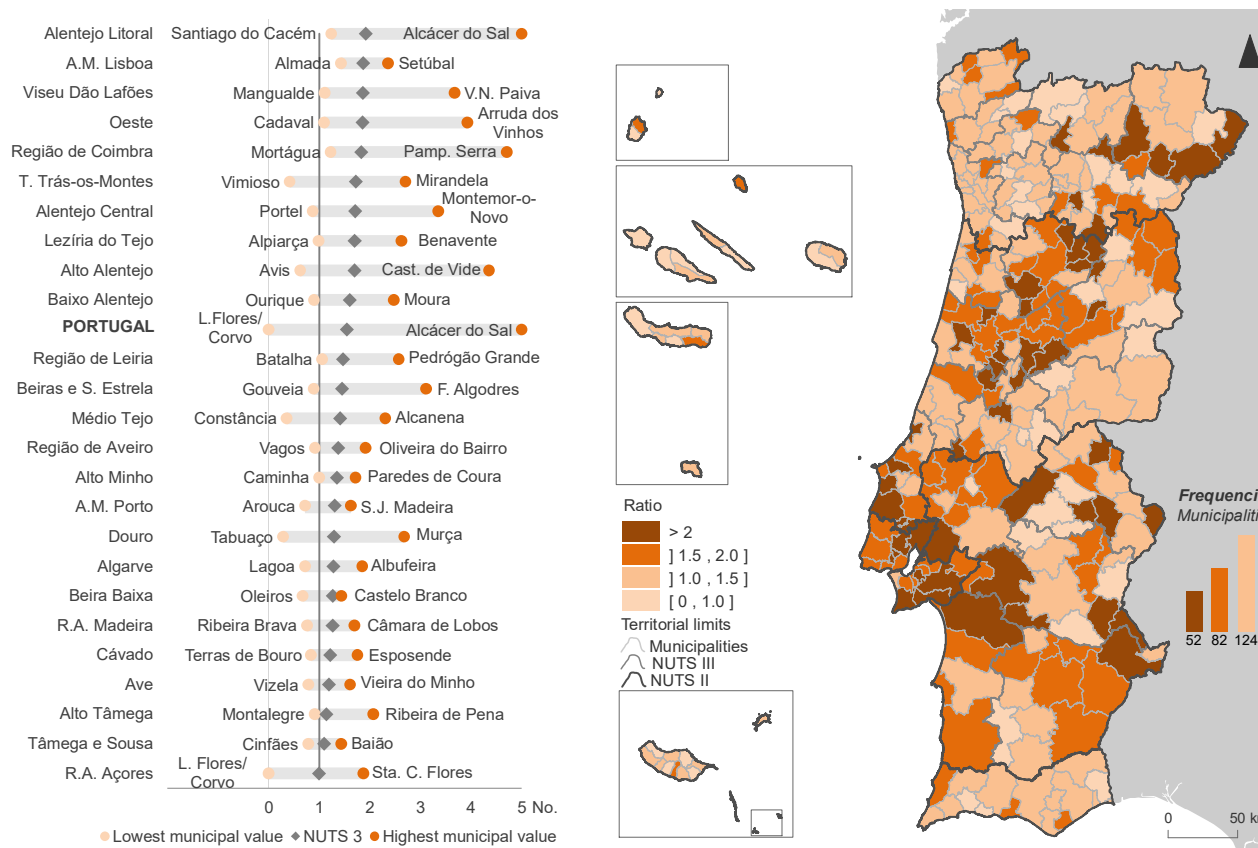 Alentejo Litoral Santiago do Cacém Alcácer do Sal
A.M. Lisboa Almada Setúbal
Viseu Dão Lafões Mangualde V.N. Paiva
Oeste Cadaval Arruda dos
Vinhos
Região de Coimbra Mortágua Pamp. Serra
T. Trás-os-Montes Vimioso Mirandela
Alentejo Central Portel Montemor-o-
Novo
Lezíria do Tejo Alpiarça Benavente
Alto Alentejo Avis Cast. de Vide
Baixo Alentejo Ourique Moura
PORTUGAL L.Flores/
Corvo Alcácer do Sal
Região de Leiria Batalha Pedrógão Grande
Beiras e S. Estrela Gouveia F. Algodres
Médio Tejo Constância Alcanena
Região de Aveiro Vagos Oliveira do Bairro
Alto Minho Caminha Paredes de Coura
A.M. Porto Arouca S.J. Madeira
Douro Tabuaço Murça
Algarve Lagoa Albufeira
Beira Baixa Oleiros Castelo Branco
R.A. Madeira Ribeira Brava Câmara de Lobos
Cávado Terras de Bouro Esposende
Ave Vizela Vieira do Minho
Alto Tâmega Montalegre Ribeira de Pena
Tâmega e Sousa Cinfães Baião
R.A. Açores L. Flores/
Corvo Sta. C. Flores
0 1 2 3 4 5 No.
Lowest municipal value NUTS 3 Highest municipal value
Ratio
> 2
] 1.5 , 2.0 ]
] 1.0 , 1.5 ]
[ 0 , 1.0 ]
Territorial limits
Municipalities
NUTS III
NUTS II
Frequenci
Municipaliti
52 82 124
0 50 k